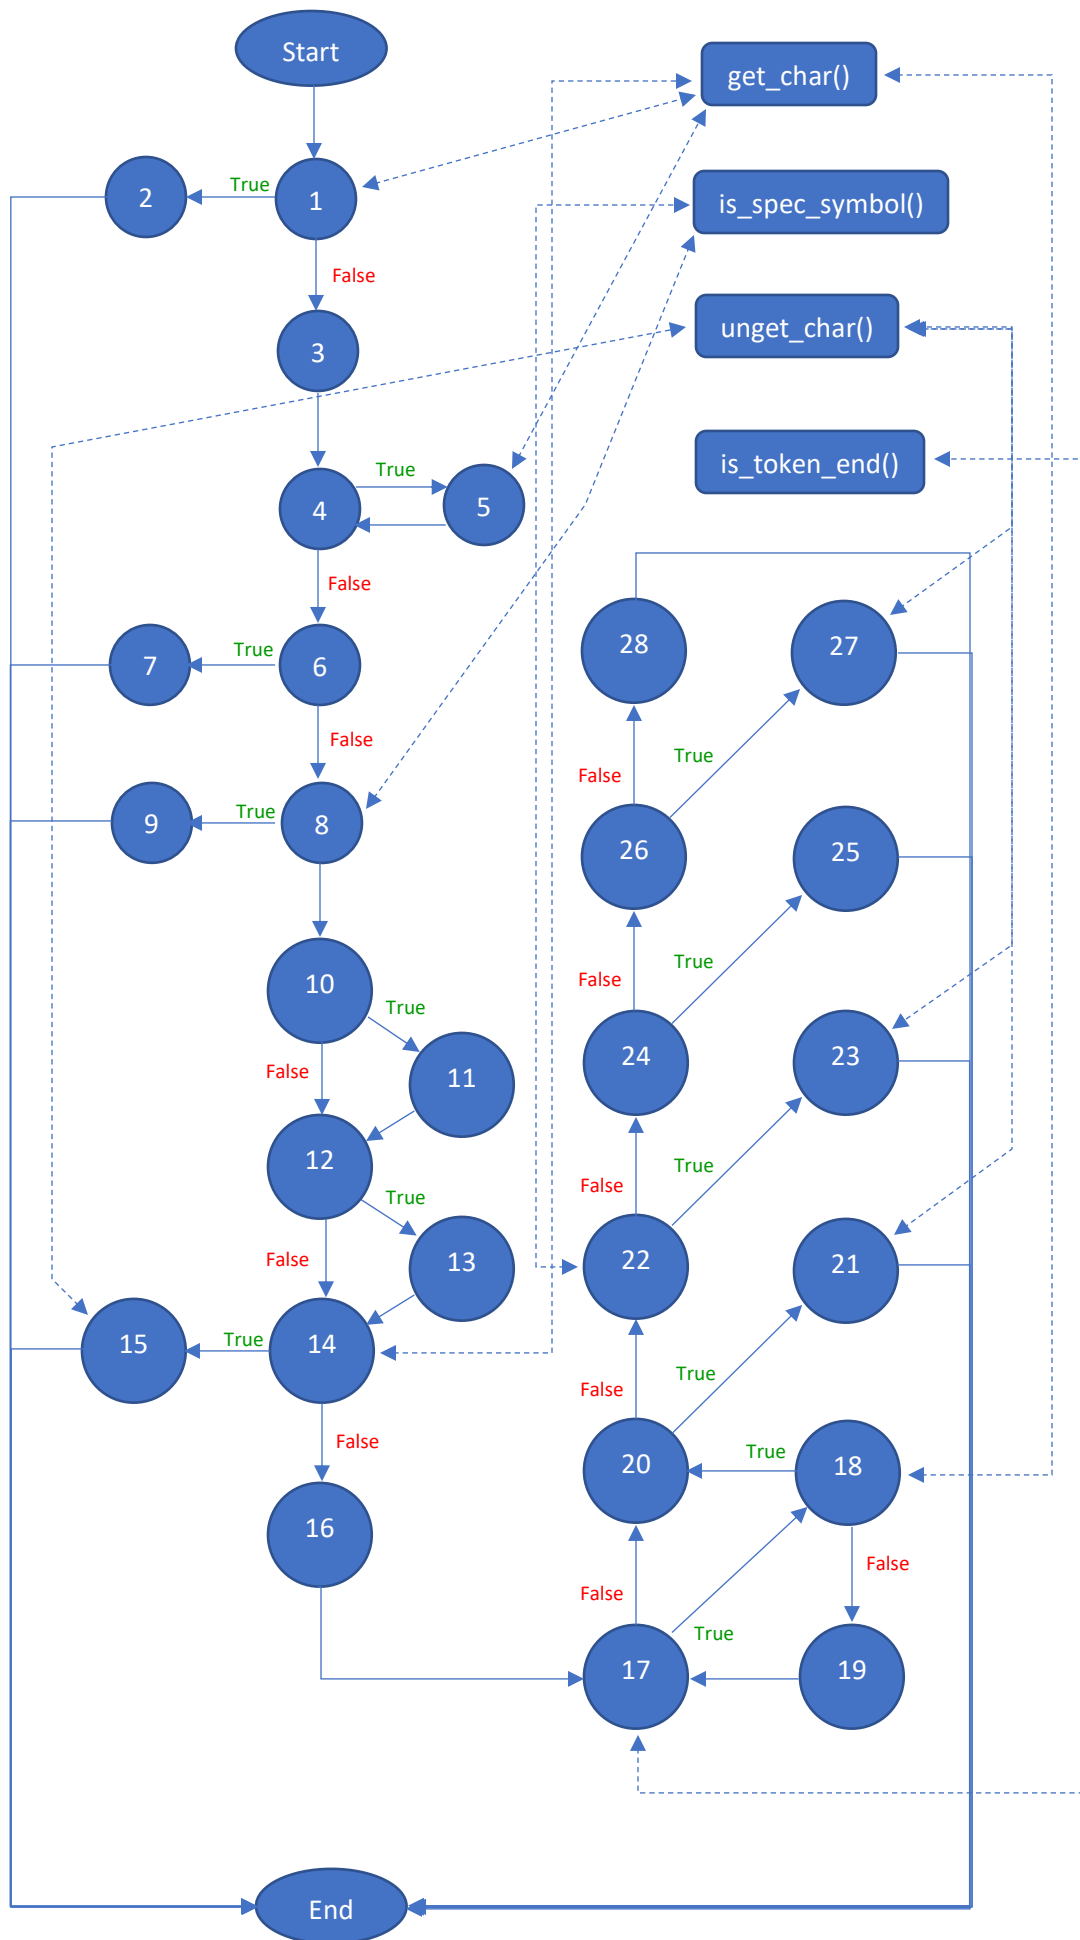 Start
get_char()
2
True
1
is_spec_symbol()
False
unget_char()
3
True
is_token_end()
4
5
False
7
True
6
28
27
False
True
False
9
True
8
26
25
False
True
10
True
24
23
False
11
12
True
False
True
22
21
False
13
15
True
14
False
True
False
20
True
18
16
False
False
True
17
19
End